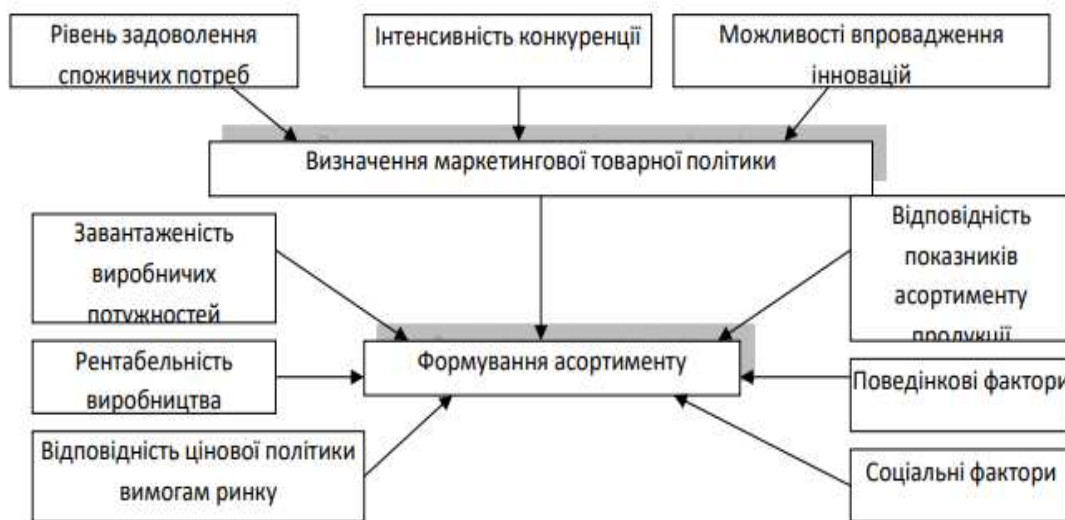 Рівень задоволення
споживчих потреб
Інтенсивність конкуренції
Можливості впровадження
інновацій
Визначення маркетингової товарної політики
Завантаженість
виробничих
потужностей
Відповідність
показників
асортименту
продукції
Формування асортименту
Рентабельність
виробництва
Поведінкові фактори
Відповідність цінової політики
вимогам ринку
Соціальні фактори